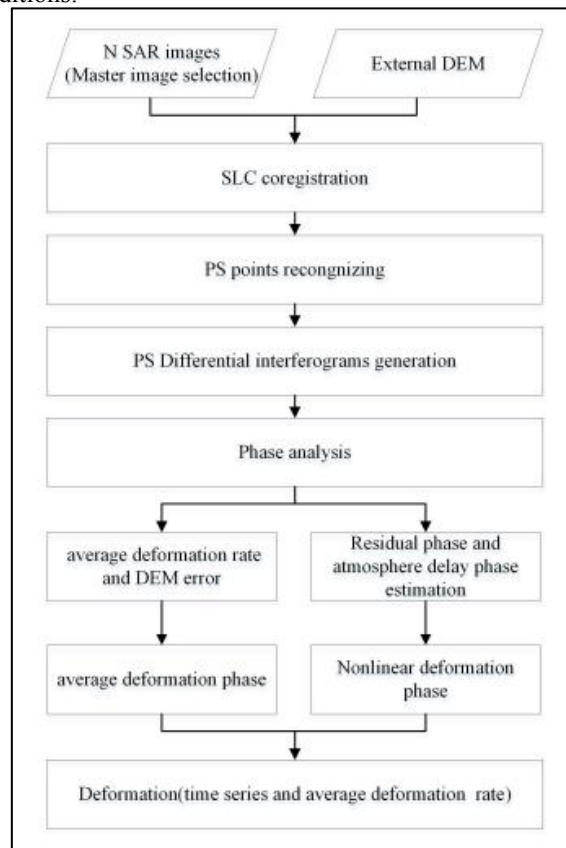 ditions.
N SAR images
(Master image selection)
External DEM
SLC coregistration
PS points recongnizing
PS Differential interferograms generation
Phase analysis
average deformation rate
and DEM error
Residual phase and
atmosphere delay phase
estimation
average deformation phase
Nonlinear deformation
phase
Deformation(time series and average deformation rate)